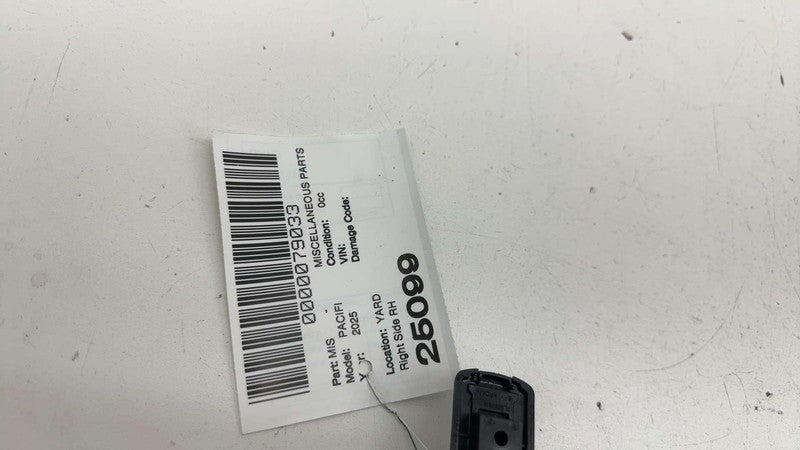 0000079033
MISCELLANEOUS PARTS
Part: MIS - Condition: 0cc
Model: PACIFI VIN:
2025 Damage Code:
Location: YARD
Right Side RH
25099